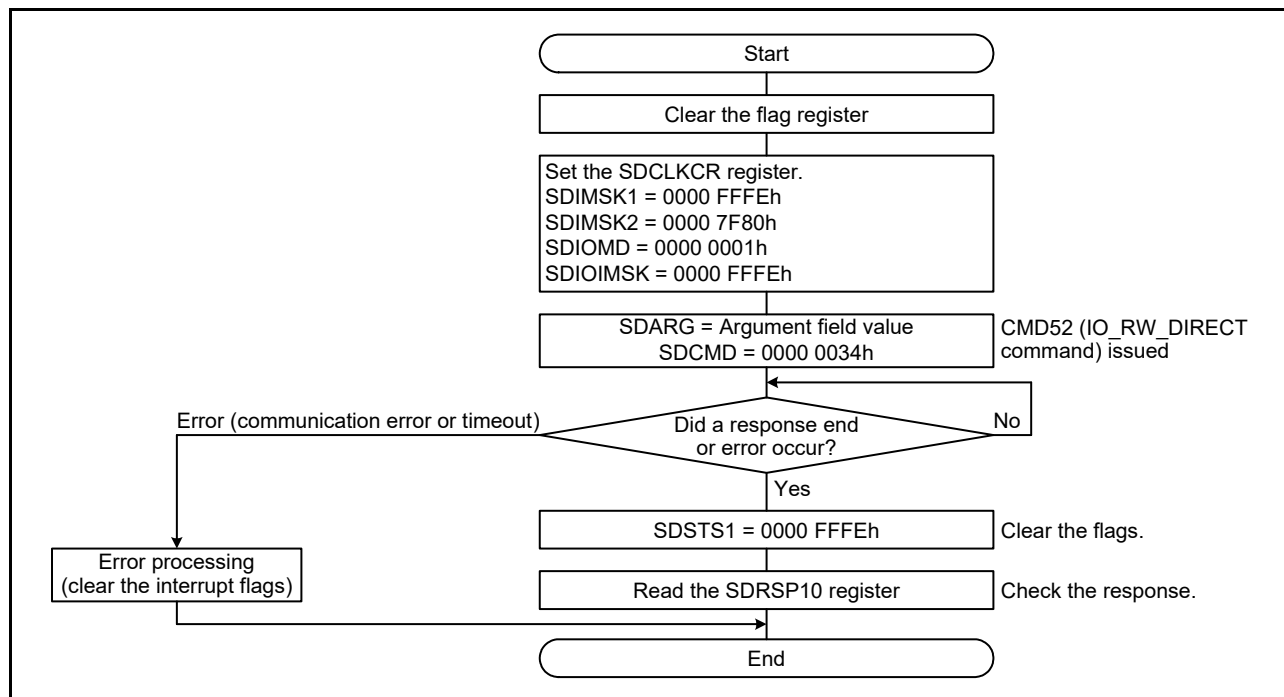 Start
Clear the flag register
Set the SDCLKCR register.
SDIMSK1 = 0000 FFFEh
SDIMSK2 = 0000 7F80h
SDIOMD = 0000 0001h
SDIOIMSK = 0000 FFFEh
SDARG = Argument field value
SDCMD = 0000 0034h
CMD52 (IO_RW_DIRECT
command) issued
Error (communication error or timeout)
Did a response end
or error occur?
No
Yes
SDSTS1 = 0000 FFFEh
Clear the flags.
Error processing
(clear the interrupt flags)
Read the SDRSP10 register
Check the response.
End